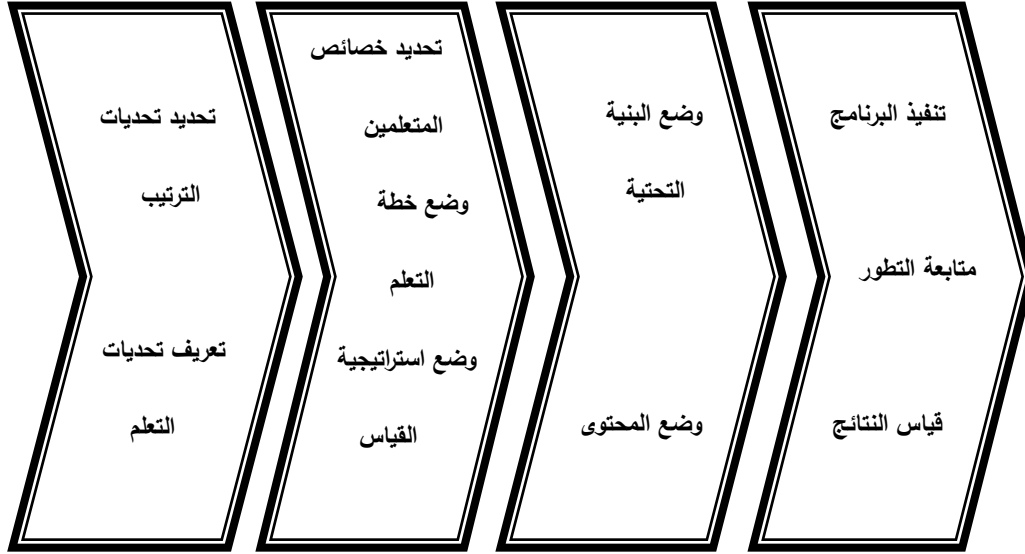 تحديد تحديات
الترتيب
تعريف تحديات
التعلم
تحديد خصائص
المتعلمين
وضع خطة
التعلم
وضع استراتيجية
القياس
وضع البنية
التحتية
وضع المحتوى
تنفيذ البرنامج
متابعة التطور
قياس النتائج